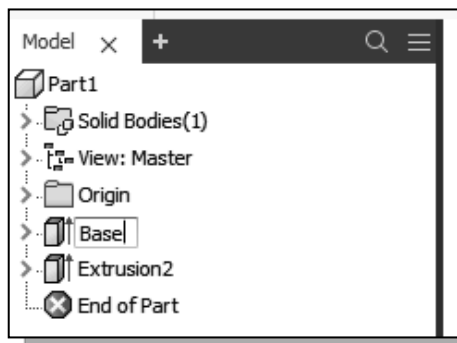 Model
Part1
Solid Bodies(1)
View: Master
Origin
Base
Extrusion2
End of Part